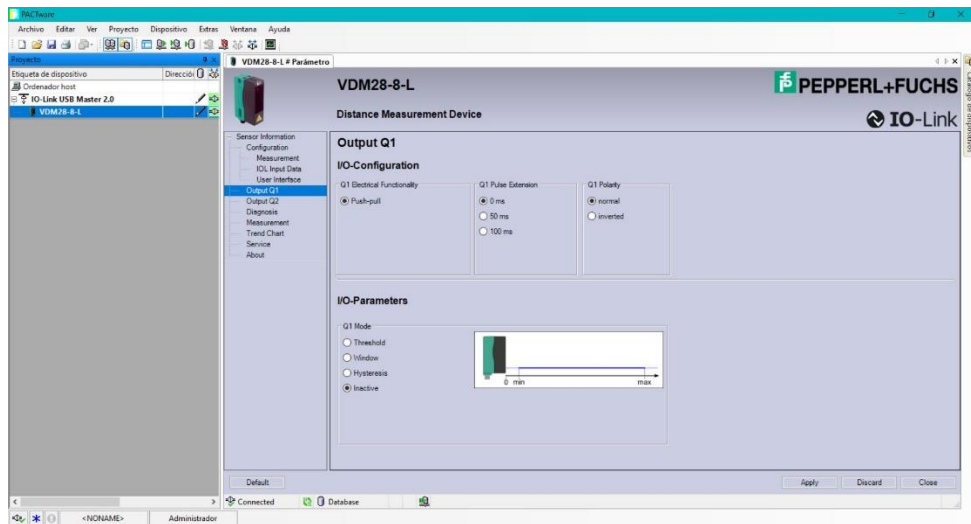 PACTware
Archivo Editar Ver Proyecto Dispositivo Extras Ventana Ayuda
Proyecto
VDM28-8-L # Parámetro
Etiqueta de dispositivo Direcció
Ordenador host
IO-Link USB Master 2.0
VDM28-8-L
VDM28-8-L
Distance Measurement Device
PEPPERL+FUCHS
IO-Link
Catálogo de dispositivos
Sensor Information
Configuration
Measurement
IOL Input Data
User Interface
Output Q1
Output Q2
Diagnosis
Measurement
Trend Chart
Service
About
Output Q1
I/O-Configuration
Q1 Electrical Functionality
Push-pull
Q1 Pulse Extension
0 ms
50 ms
100 ms
Q1 Polarity
normal
inverted
I/O-Parameters
Q1 Mode
Threshold
Window
Hysteresis
Inactive
0 min max.
Default
Apply Discard Close
Connected Database
<NONAME> Administrador